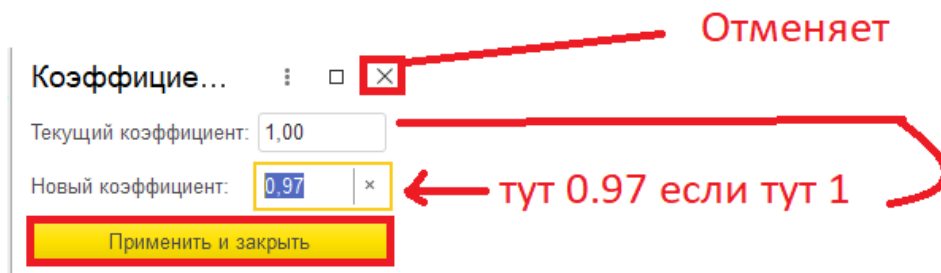 Отменяет
Коэффицие...
Текущий коэффициент: 1,00
Новый коэффициент: 0,97 ×
тут 0.97 если тут 1
Применить и закрыть